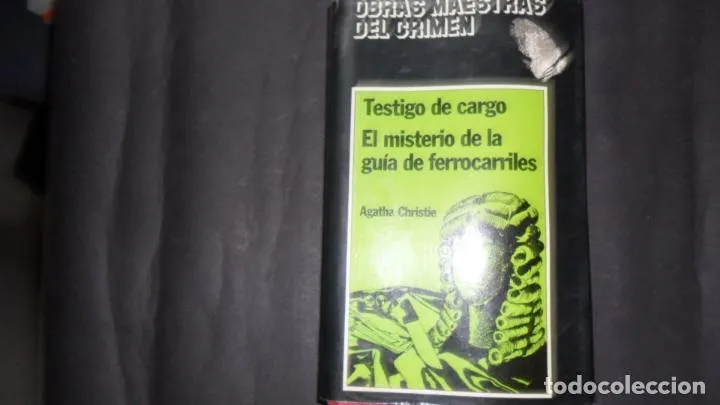 OBRAS MAESTRAS
DEL CRIMEN
Testigo de cargo
El misterio de la
guía de ferrocarriles
Agatha Christie
todocoleccion